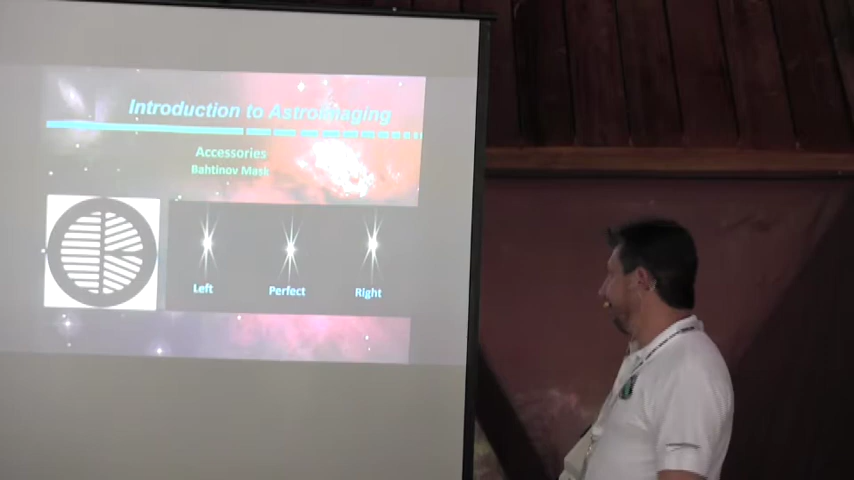 Introduction to Astroimaging
Accessories
Bahtinov Mask
Left
Perfect
Right